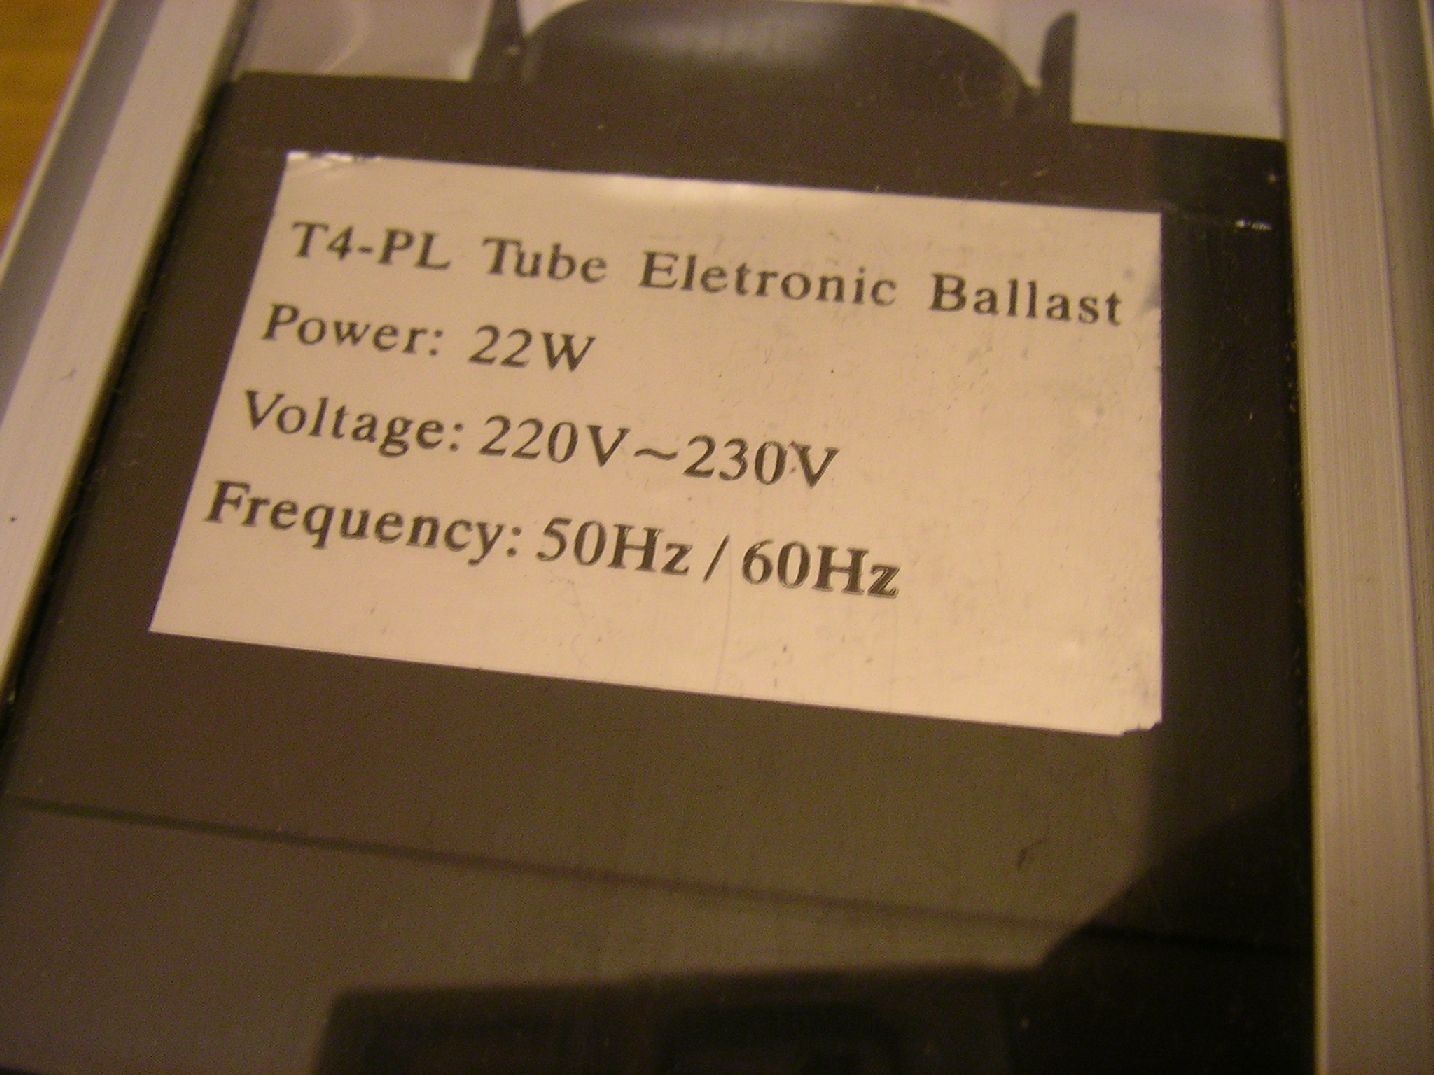 T4-PL Tube Eletronic Ballast
Power: 22W
Voltage: 220V~230V
Frequency: 50Hz / 60Hz